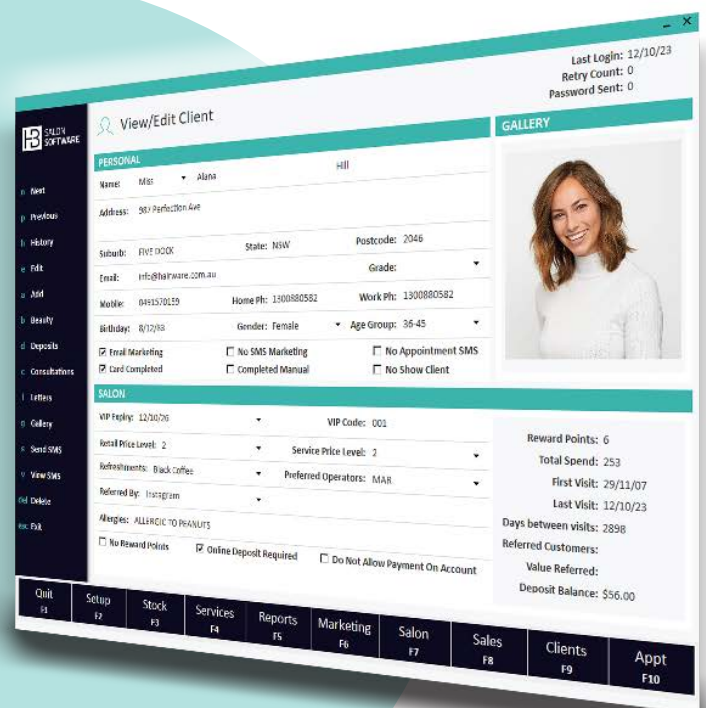 Last Login: 12/10/23
Retry Count: 0
Password Sent: 0
HB SALON SOFTWARE
View/Edit Client
PERSONAL
GALLERY
Name: Miss Alana Hill
Address: 987 Perfection Ave
Suburb: FIVE DOCK State: NSW Postcode: 2046
Email: info@hairware.com.au Grade:
Mobile: 0491570159 Home Ph: 1300880582 Work Ph: 1300880582
Birthday: 8/12/83 Gender: Female Age Group: 36-45
Email Marketing No SMS Marketing No Appointment SMS
Card Completed Completed Manual No Show Client
n Next
p Previous
h History
e Edit
a Add
b Beauty
d Deposits
c Consultations
l Letters
g Gallery
s Send SMS
v View SMS
del Delete
esc Exit
SALON
VIP Expiry: 12/10/26 VIP Code: 001
Retail Price Level: 2 Service Price Level: 2
Refreshments: Black Coffee Preferred Operators: MAR
Referred By: Instagram
Allergies: ALLERGIC TO PEANUTS
No Reward Points Online Deposit Required Do Not Allow Payment On Account
Reward Points: 6
Total Spend: 253
First Visit: 29/11/07
Last Visit: 12/10/23
Days between visits: 2898
Referred Customers:
Value Referred:
Deposit Balance: $56.00
Quit F1
Setup F2
Stock F3
Services F4
Reports F5
Marketing F6
Salon F7
Sales F8
Clients F9
Appt F10